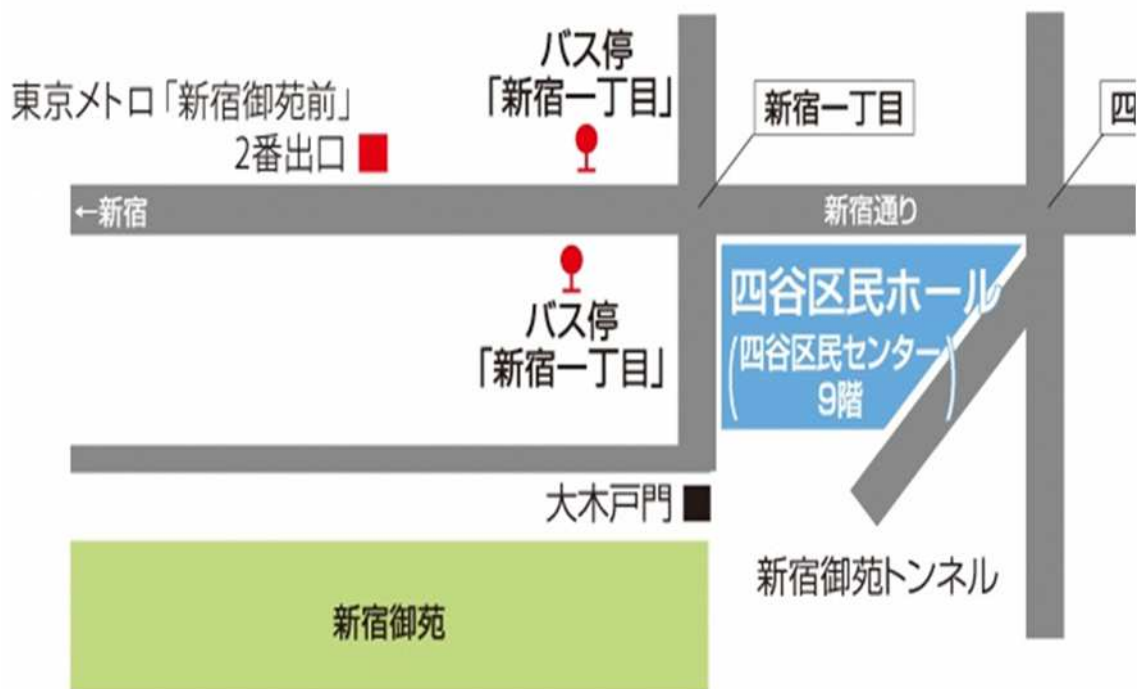 バス停
「新宿一丁目」
東京メトロ「新宿御苑前」
2番出口
新宿一丁目
四
←新宿
新宿通り
バス停
「新宿一丁目」
四谷区民ホール
(四谷区民センター)
9階
大木戸門
新宿御苑トンネル
新宿御苑